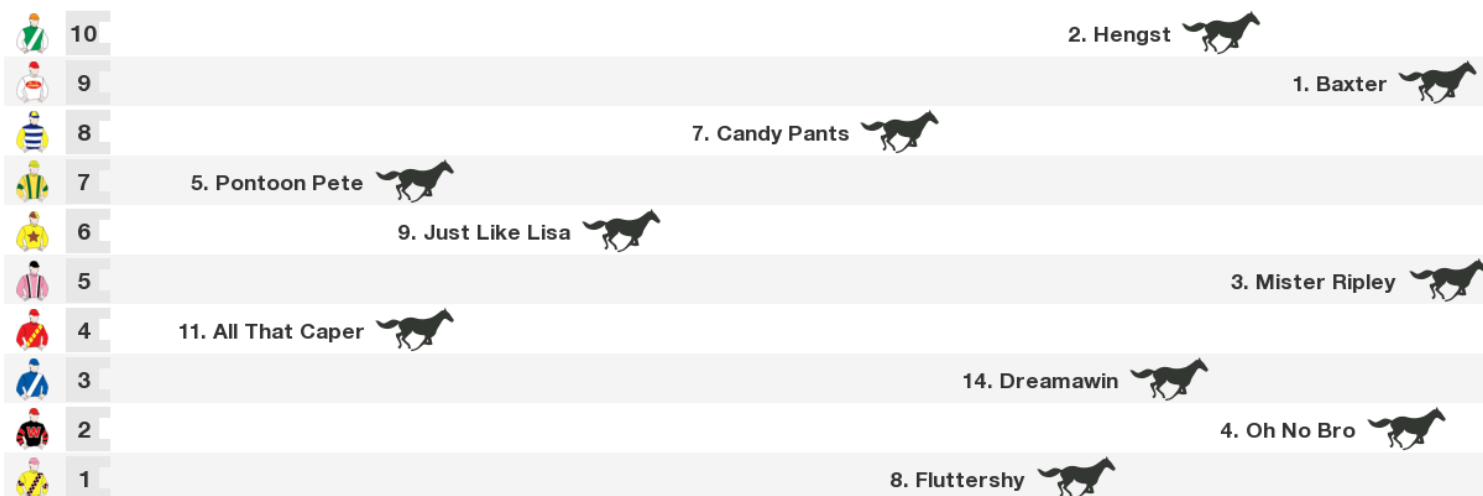 10 2. Hengst
9 1. Baxter
8 7. Candy Pants
7 5. Pontoon Pete
6 9. Just Like Lisa
5 3. Mister Ripley
4 11. All That Caper
3 14. Dreamawin
W 2 4. Oh No Bro
1 8. Fluttershy